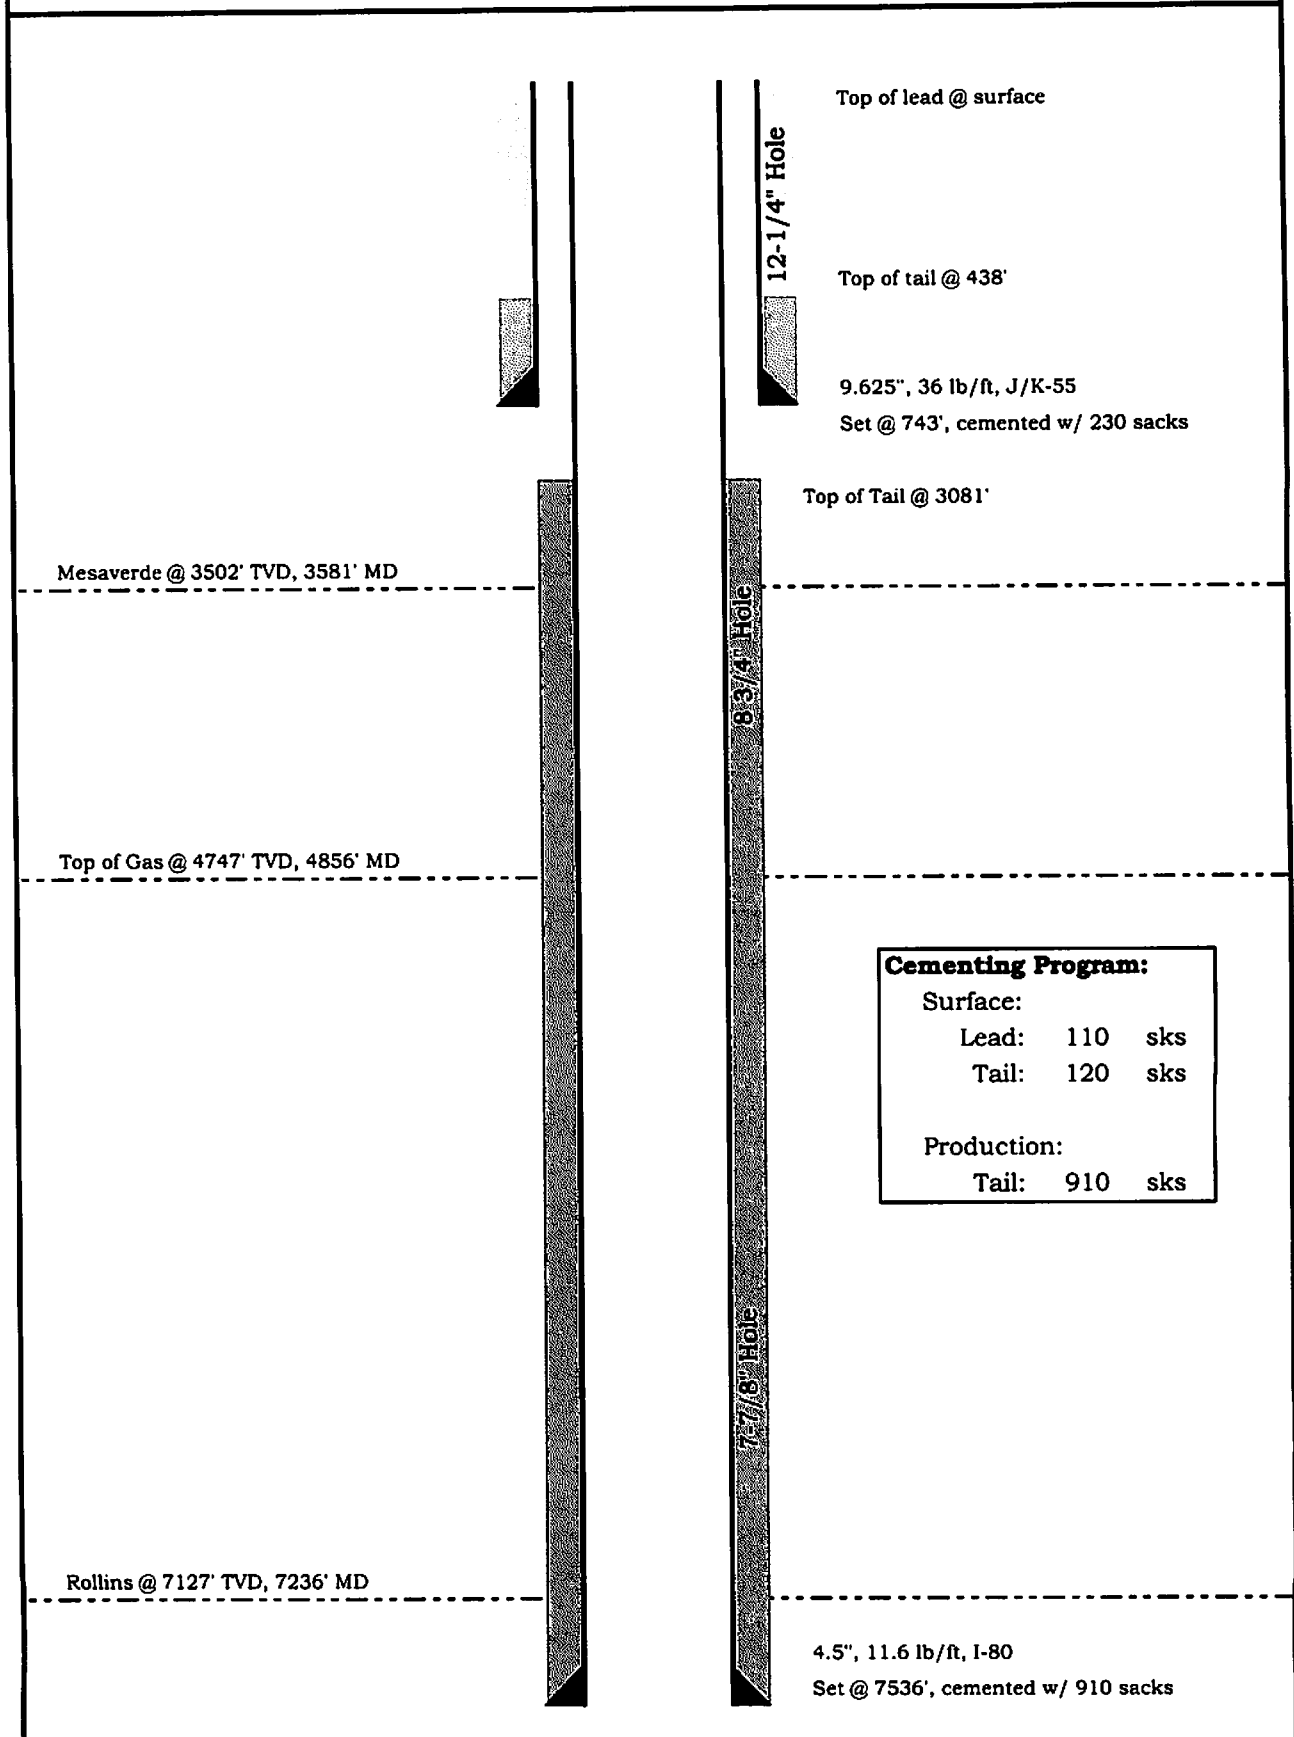 Top of lead @ surface
12-1/4" Hole
Top of tail @ 438'
9.625", 36 lb/ft, J/K-55
Set @ 743', cemented w/ 230 sacks
Top of Tail @ 3081'
Mesaverde @ 3502' TVD, 3581' MD
8 3/4" Hole
Top of Gas @ 4747' TVD, 4856' MD
Cementing Program:
Surface:
Lead: 110 sks
Tail: 120 sks
Production:
Tail: 910 sks
7-7/8" Hole
Rollins @ 7127' TVD, 7236' MD
4.5", 11.6 lb/ft, I-80
Set @ 7536', cemented w/ 910 sacks